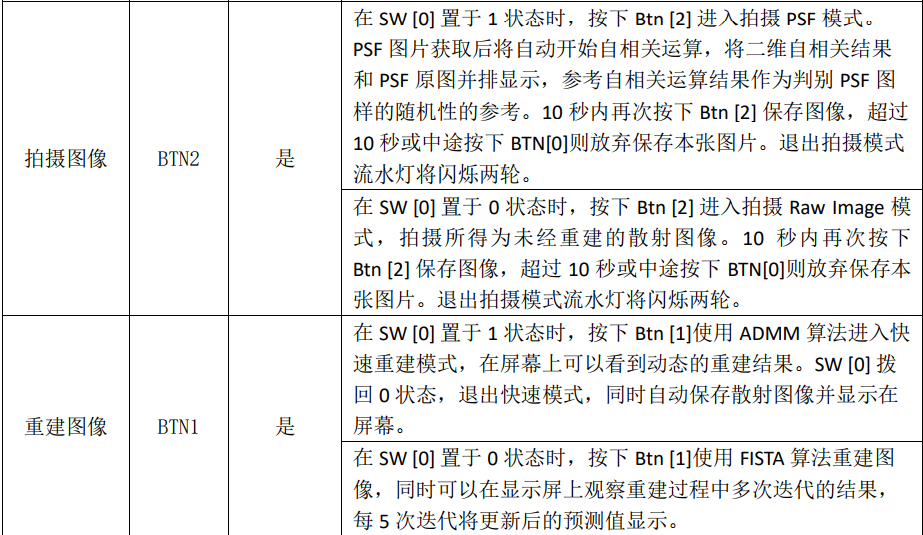 拍摄图像
BTN2
是
在 SW [0] 置于 1 状态时，按下 Btn [2] 进入拍摄 PSF 模式。
PSF 图片获取后将自动开始自相关运算，将二维自相关结果
和 PSF 原图并排显示，参考自相关运算结果作为判别 PSF 图
样的随机性的参考。10 秒内再次按下 Btn [2] 保存图像，超过
10 秒或中途按下 BTN[0]则放弃保存本张图片。退出拍摄模式
流水灯将闪烁两轮。
在 SW [0] 置于 0 状态时，按下 Btn [2] 进入拍摄 Raw Image 模
式，拍摄所得为未经重建的散射图像。10 秒内再次按下
Btn [2] 保存图像，超过 10 秒或中途按下 BTN[0]则放弃保存本
张图片。退出拍摄模式流水灯将闪烁两轮。
重建图像
BTN1
是
在 SW [0] 置于 1 状态时，按下 Btn [1]使用 ADMM 算法进入快
速重建模式，在屏幕上可以看到动态的重建结果。SW [0] 拨
回 0 状态，退出快速模式，同时自动保存散射图像并显示在
屏幕。
在 SW [0] 置于 0 状态时，按下 Btn [1]使用 FISTA 算法重建图
像，同时可以在显示屏上观察重建过程中多次迭代的结果，
每 5 次迭代将更新后的预测值显示。